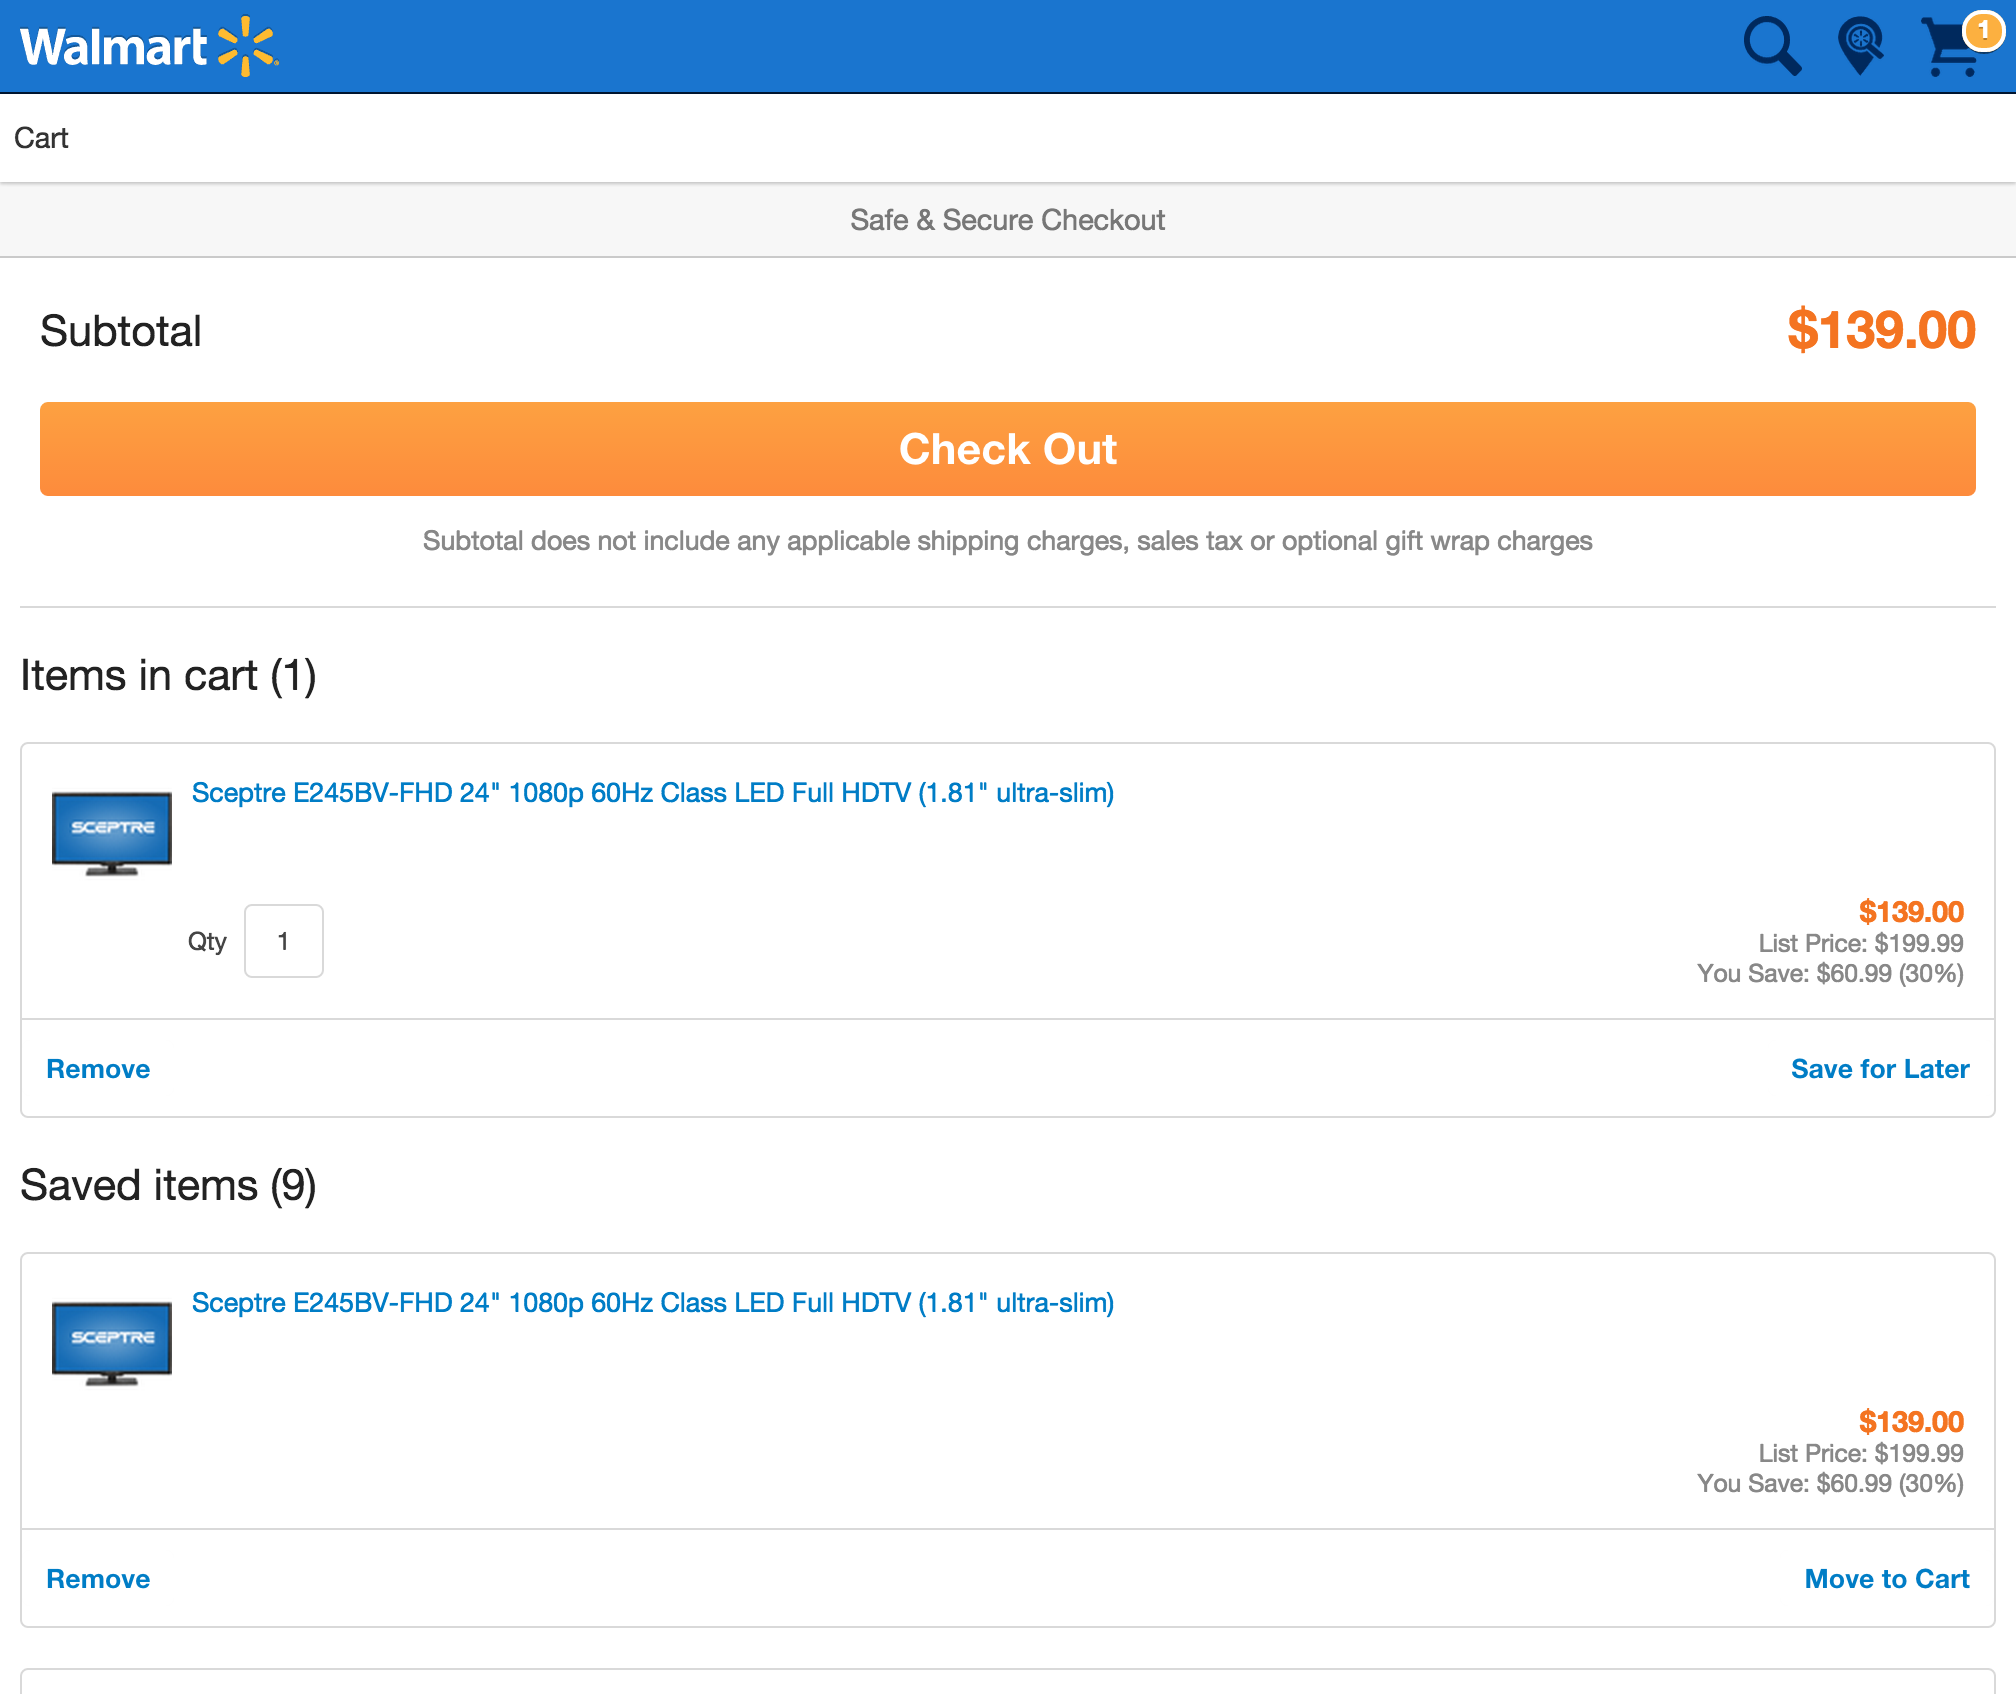 Walmart
1
Cart
Safe & Secure Checkout
Subtotal
$139.00
Check Out
Subtotal does not include any applicable shipping charges, sales tax or optional gift wrap charges
Items in cart (1)
Sceptre E245BV-FHD 24" 1080p 60Hz Class LED Full HDTV (1.81" ultra-slim)
SCEPTRE
Qty 1
$139.00
List Price: $199.99
You Save: $60.99 (30%)
Remove
Save for Later
Saved items (9)
Sceptre E245BV-FHD 24" 1080p 60Hz Class LED Full HDTV (1.81" ultra-slim)
SCEPTRE
$139.00
List Price: $199.99
You Save: $60.99 (30%)
Remove
Move to Cart